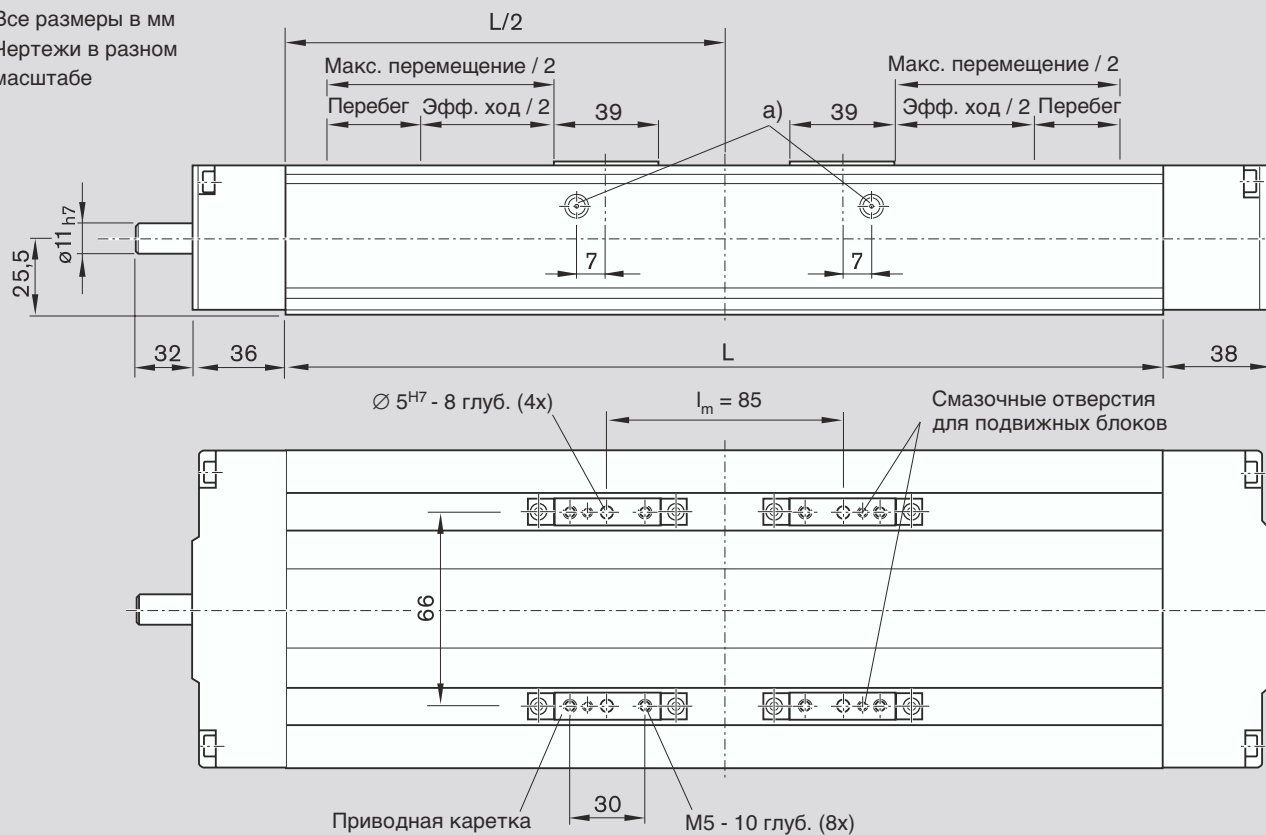 Все размеры в мм
Чертежи в разном
масштабе
L/2
Макс. перемещение / 2
Макс. перемещение / 2
Перебег
Эфф. ход / 2
39
a)
39
Эфф. ход / 2
Перебег
ø11 h7
25,5
7
7
32
36
L
38
∅ 5H7 - 8 глуб. (4x)
lm = 85
Смазочные отверстия
для подвижных блоков
66
Приводная каретка
30
M5 - 10 глуб. (8x)